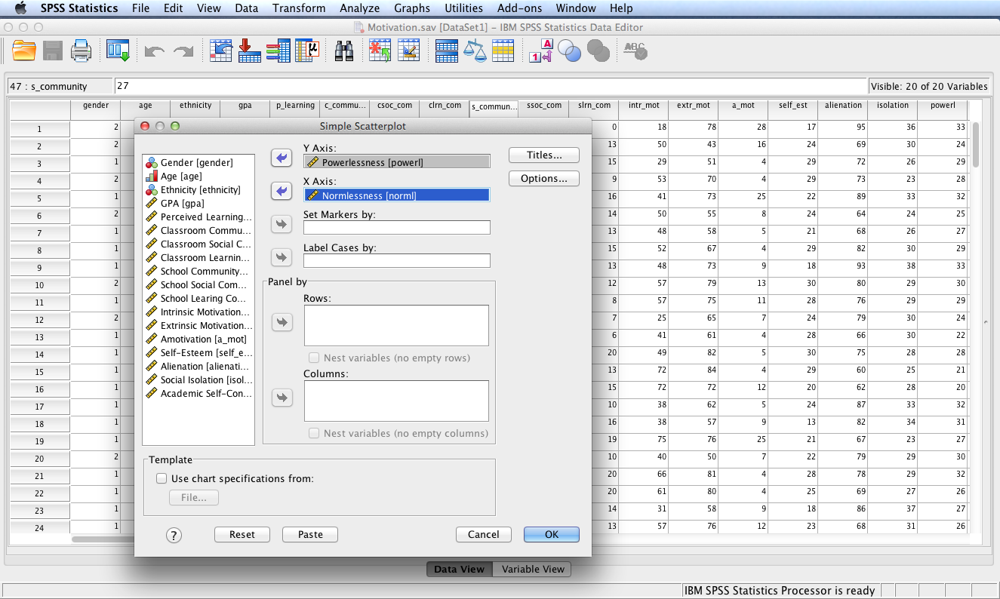 SPSS Statistics File Edit View Data Transform Analyze Graphs Utilities Add-ons Window Help
Motivation.sav [DataSet1] – IBM SPSS Statistics Data Editor
μ A 1 ABC
47 : s_community 27 Visible: 20 of 20 Variables
gender age ethnicity gpa p_learning c_commu... csoc_com clrn_com s_commun... ssoc_com slrn_com intr_mot extr_mot a_mot self_est alienation isolation powerl
1 2 0 18 78 28 17 95 36 33
2 2 13 50 43 16 24 69 30 24
3 1 15 29 51 4 29 72 26 29
4 2 9 53 70 4 29 73 23 28
5 1 16 41 73 25 22 89 33 32
6 2 14 50 55 8 24 64 24 25
7 1 13 48 58 5 21 68 26 27
8 1 15 52 67 4 29 82 30 29
9 1 13 48 73 9 18 93 38 33
10 2 12 57 79 13 30 80 29 30
11 1 8 57 75 11 28 76 29 29
12 2 7 25 65 7 24 79 30 24
13 1 6 41 61 4 28 66 30 22
14 1 20 49 82 5 30 75 28 28
15 1 13 72 84 4 29 60 25 21
16 1 15 72 72 12 20 62 28 20
17 1 10 38 62 5 24 87 33 32
18 1 16 38 57 9 13 82 34 31
19 1 19 75 76 25 21 67 23 27
20 2 10 40 50 7 22 79 29 30
21 1 20 66 81 4 28 78 29 32
22 1 20 61 80 4 25 69 27 26
23 1 14 31 58 9 18 86 37 27
24 1 13 57 76 12 23 68 31 26
Simple Scatterplot
Gender [gender]
Age [age]
Ethnicity [ethnicity]
GPA [gpa]
Perceived Learning...
Classroom Commu...
Classroom Social C...
Classroom Learnin...
School Community...
School Social Com...
School Learing Co...
Intrinsic Motivation...
Extrinsic Motivation...
Amotivation [a_mot]
Self-Esteem [self_e...
Alienation [alienati...
Social Isolation [isol...
Academic Self-Con...
Y Axis:
Powerlessness [powerl]
X Axis:
Normlessness [norml]
Set Markers by:
Label Cases by:
Panel by
Rows:
Nest variables (no empty rows)
Columns:
Nest variables (no empty columns)
Titles...
Options...
Template
Use chart specifications from:
File...
? Reset Paste Cancel OK
Data View Variable View
IBM SPSS Statistics Processor is ready